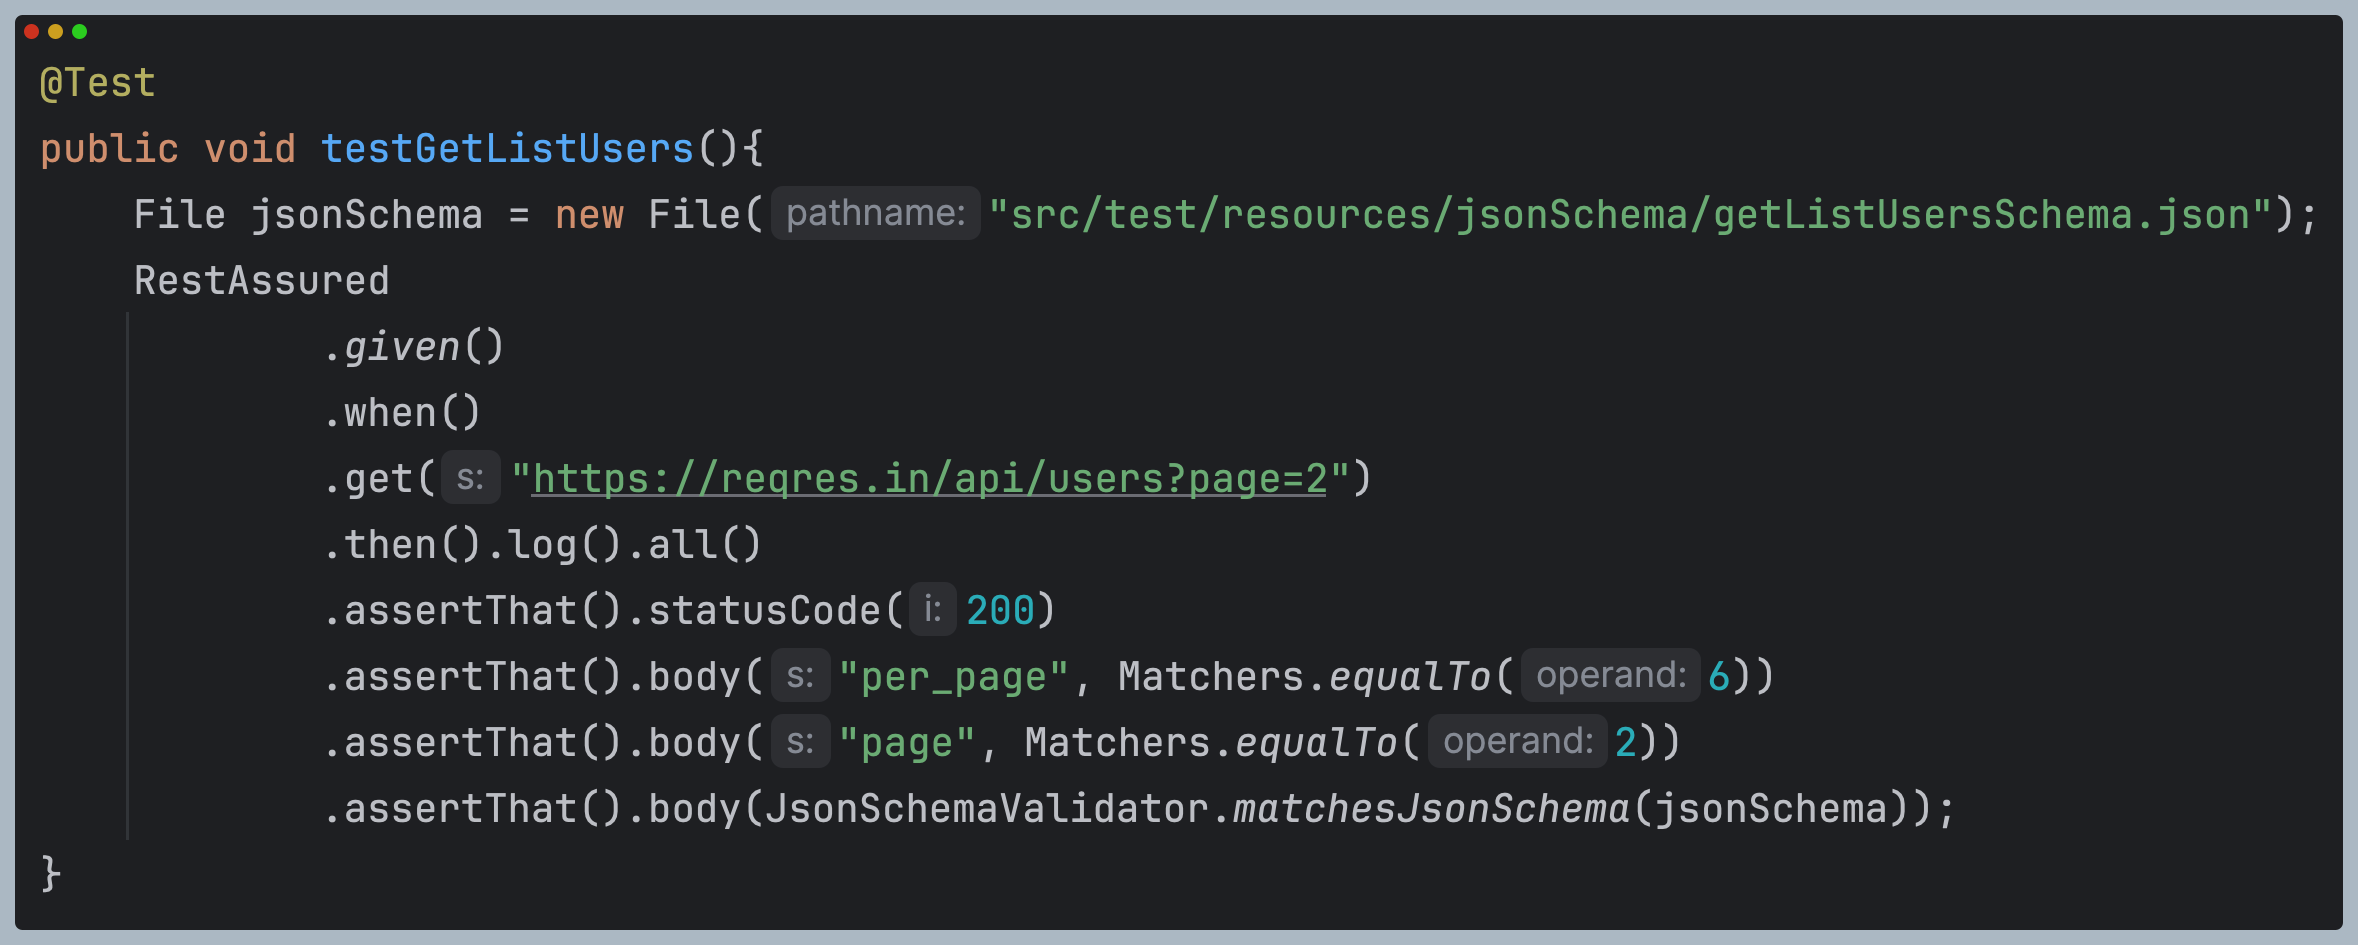 @Test
public void testGetListUsers(){
    File jsonSchema = new File( pathname: "src/test/resources/jsonSchema/getListUsersSchema.json");
    RestAssured
            .given()
            .when()
            .get( s: "https://reqres.in/api/users?page=2")
            .then().log().all()
            .assertThat().statusCode( i: 200)
            .assertThat().body( s: "per_page", Matchers.equalTo( operand: 6))
            .assertThat().body( s: "page", Matchers.equalTo( operand: 2))
            .assertThat().body(JsonSchemaValidator.matchesJsonSchema(jsonSchema));
}